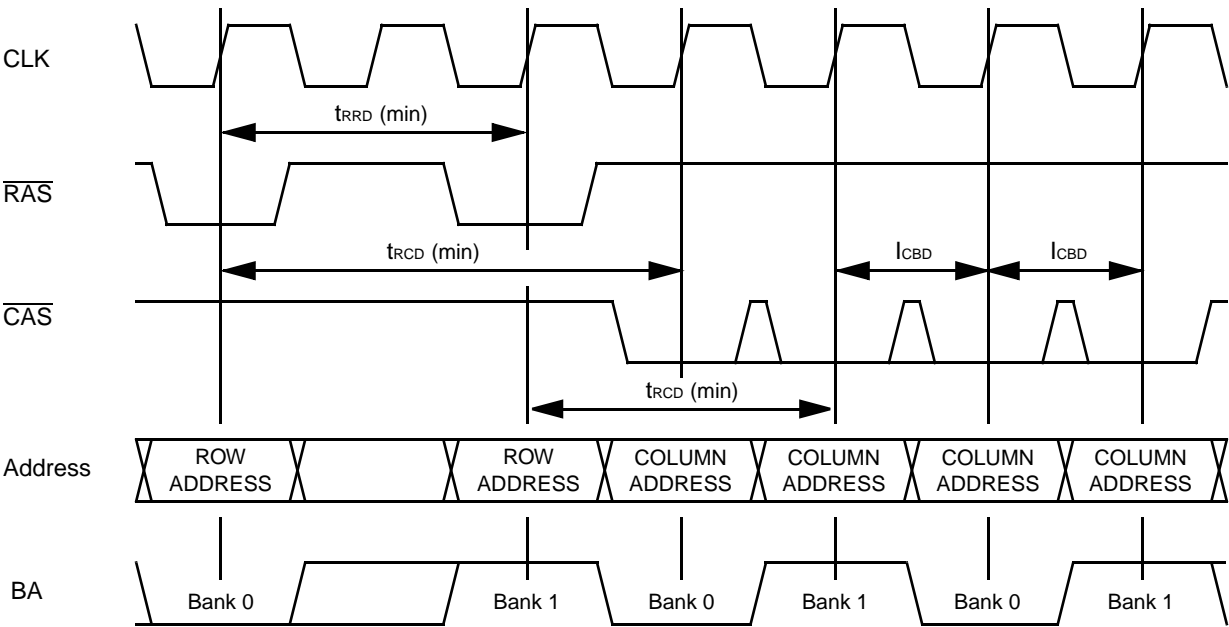 CLK
tRRD (min)
RAS
tRCD (min)
ICBD
ICBD
CAS
tRCD (min)
Address
ROW
ADDRESS
ROW
ADDRESS
COLUMN
ADDRESS
COLUMN
ADDRESS
COLUMN
ADDRESS
COLUMN
ADDRESS
BA
Bank 0
Bank 1
Bank 0
Bank 1
Bank 0
Bank 1